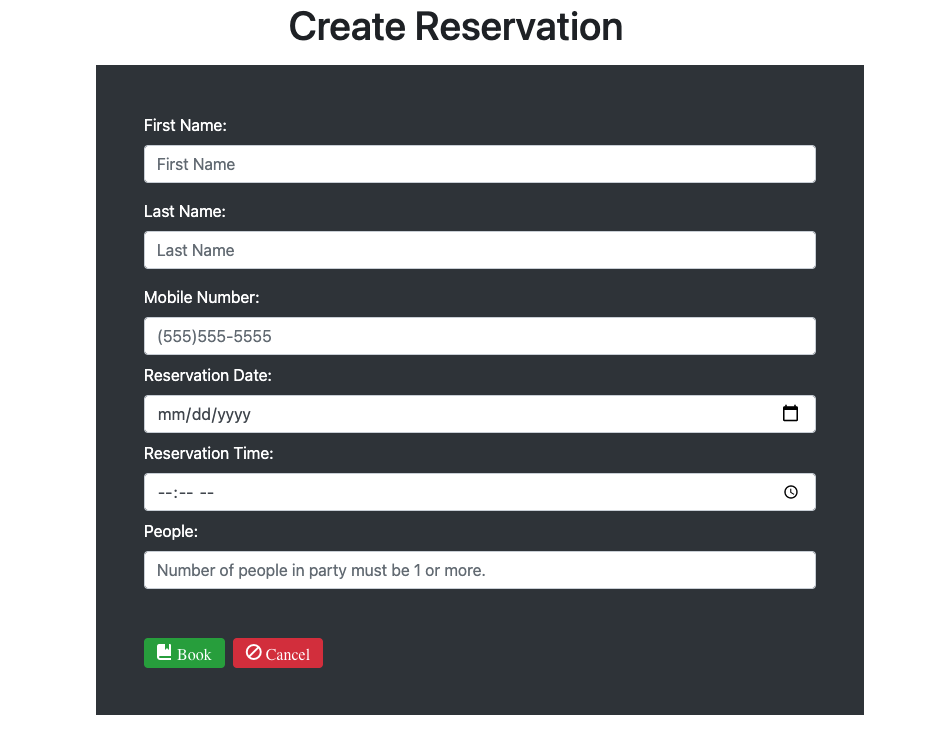 Create Reservation
First Name:
First Name
Last Name:
Last Name
Mobile Number:
(555)555-5555
Reservation Date:
mm/dd/yyyy
Reservation Time:
--:-- --
People:
Number of people in party must be 1 or more.
Book Cancel